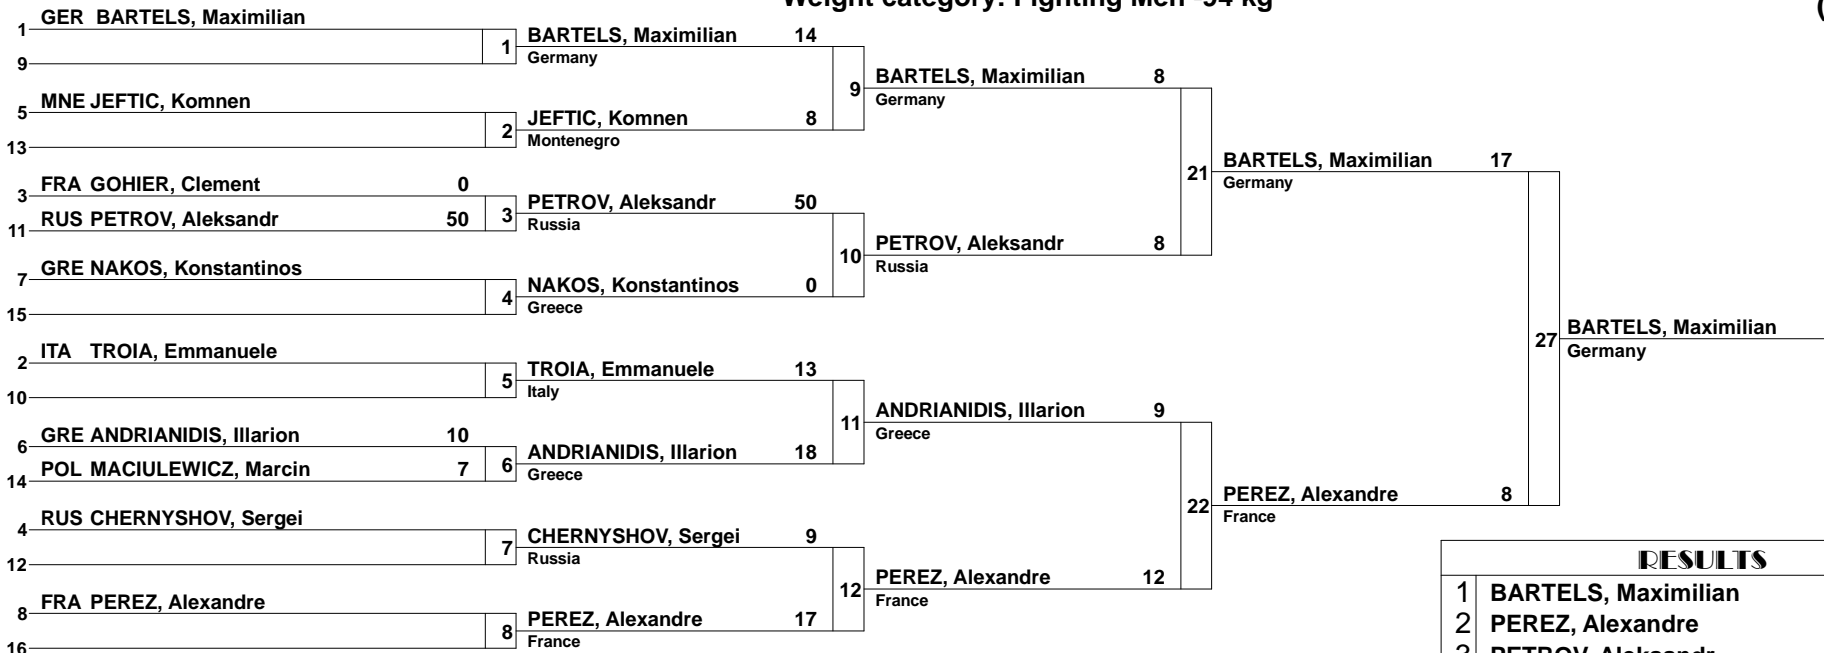 Weight category: Fighting Men -94 kg
(
1 GER BARTELS, Maximilian
9
1 BARTELS, Maximilian 14
Germany
5 MNE JEFTIC, Komnen
13
2 JEFTIC, Komnen 8
Montenegro
9 BARTELS, Maximilian 8
Germany
3 FRA GOHIER, Clement 0
11 RUS PETROV, Aleksandr 50
3 PETROV, Aleksandr 50
Russia
7 GRE NAKOS, Konstantinos
15
4 NAKOS, Konstantinos 0
Greece
10 PETROV, Aleksandr 8
Russia
21 BARTELS, Maximilian 17
Germany
2 ITA TROIA, Emmanuele
10
5 TROIA, Emmanuele 13
Italy
6 GRE ANDRIANIDIS, Illarion 10
14 POL MACIULEWICZ, Marcin 7
6 ANDRIANIDIS, Illarion 18
Greece
11 ANDRIANIDIS, Illarion 9
Greece
4 RUS CHERNYSHOV, Sergei
12
7 CHERNYSHOV, Sergei 9
Russia
8 FRA PEREZ, Alexandre
16
8 PEREZ, Alexandre 17
France
12 PEREZ, Alexandre 12
France
22 PEREZ, Alexandre 8
France
27 BARTELS, Maximilian
Germany
RESULTS
1 BARTELS, Maximilian
2 PEREZ, Alexandre
3 PETROV, Aleksandr